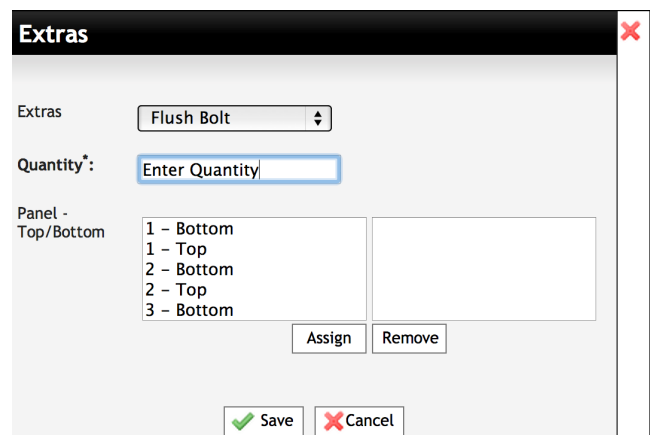 Extras
Extras
Flush Bolt
Quantity*:
Enter Quantity
Panel -
Top/Bottom
1 – Bottom
1 – Top
2 – Bottom
2 – Top
3 – Bottom
Assign
Remove
Save
Cancel